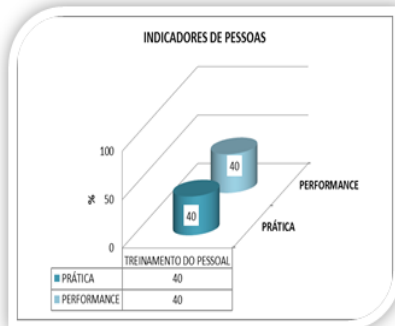 INDICADORES DE PESSOAS
100
50
0
%
40
40
PERFORMANCE
PRÁTICA
TREINAMENTO DO PESSOAL
PRÁTICA 40
PERFORMANCE 40